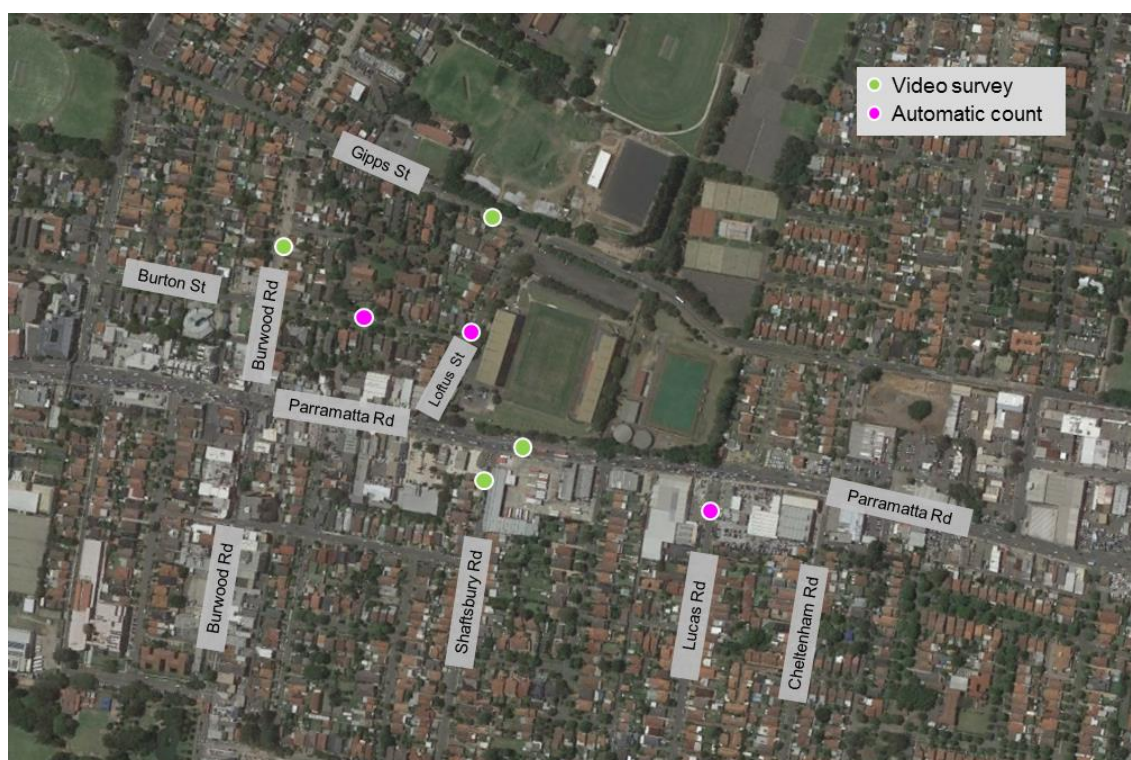 Video survey
Automatic count
Gipps St
Burton St
Burwood Rd
Loftus St
Parramatta Rd
Parramatta Rd
Burwood Rd
Shaftsbury Rd
Lucas Rd
Cheltenham Rd